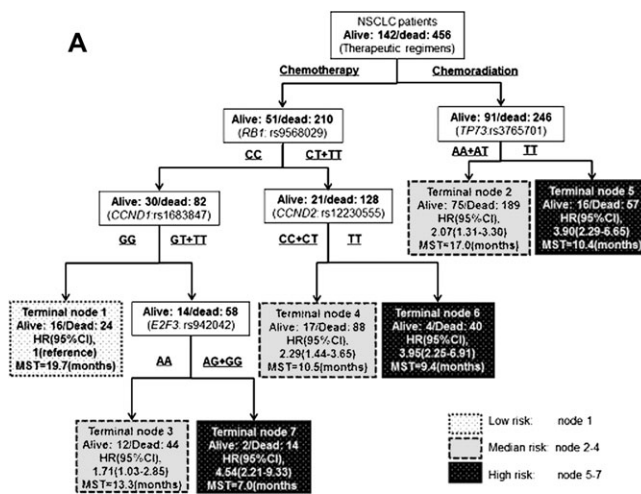 A
NSCLC patients
Alive: 142/dead: 456
(Therapeutic regimens)
Chemotherapy
Chemoradiation
Alive: 51/dead: 210
(RB1: rs9568029)
Alive: 91/dead: 246
(TP73:rs3765701)
CC
CT+TT
AA+AT
TT
Alive: 30/dead: 82
(CCND1:rs1683847)
Alive: 21/dead: 128
(CCND2:rs12230555)
Terminal node 2
Alive: 75/Dead: 189
HR(95%CI),
2.07(1.31-3.30)
MST=17.0(months)
Terminal node 5
Alive: 16/Dead: 57
HR(95%CI),
3.90(2.29-6.65)
MST=10.4(months)
GG
GT+TT
CC+CT
TT
Terminal node 1
Alive: 16/Dead: 24
HR(95%CI),
1(reference)
MST=19.7(months)
Alive: 14/dead: 58
(E2F3: rs942042)
Terminal node 4
Alive: 17/Dead: 88
HR(95%CI),
2.29(1.44-3.65)
MST=10.5(months)
Terminal node 6
Alive: 4/Dead: 40
HR(95%CI),
3.95(2.25-6.91)
MST=9.4(months)
AA
AG+GG
Terminal node 3
Alive: 12/Dead: 44
HR(95%CI),
1.71(1.03-2.85)
MST=13.3(months)
Terminal node 7
Alive: 2/Dead: 14
HR(95%CI),
4.54(2.21-9.33)
MST=7.0(months)
Low risk: node 1
Median risk: node 2-4
High risk: node 5-7